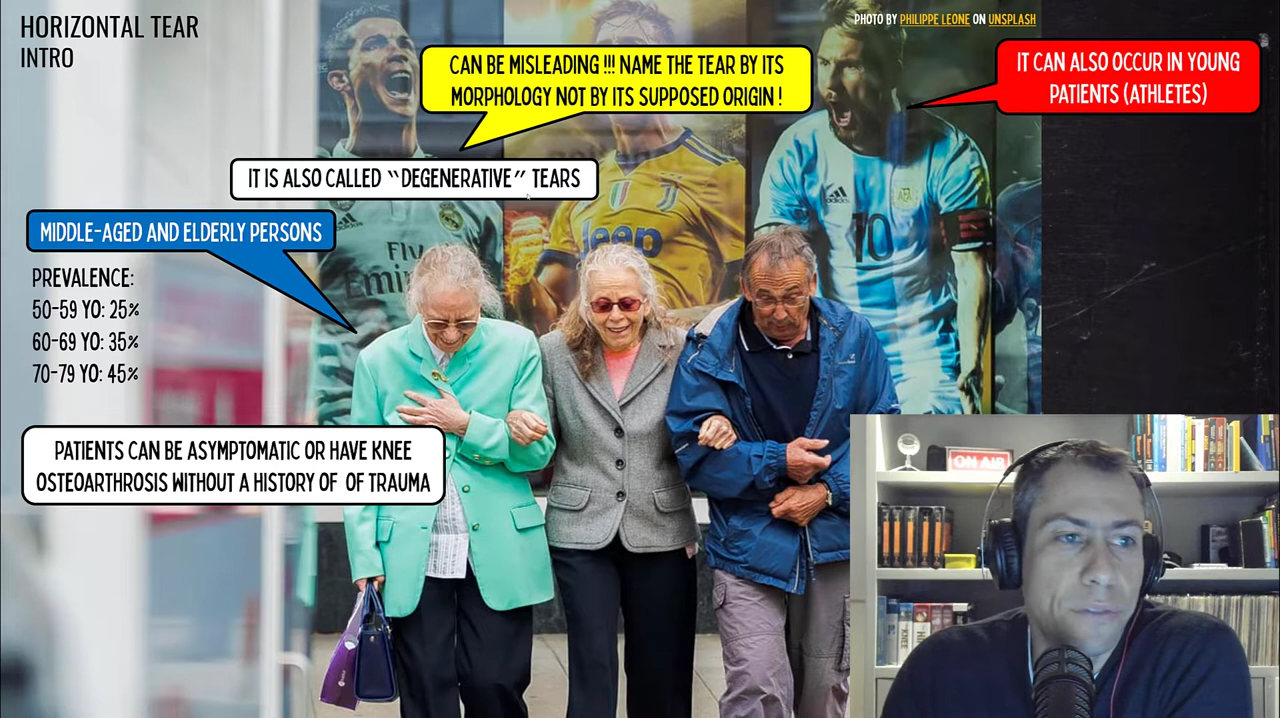 HORIZONTAL TEAR
INTRO
PHOTO BY PHILIPPE LEONE ON UNSPLASH
CAN BE MISLEADING !!! NAME THE TEAR BY ITS
MORPHOLOGY NOT BY ITS SUPPOSED ORIGIN !
IT CAN ALSO OCCUR IN YOUNG
PATIENTS (ATHLETES)
IT IS ALSO CALLED “DEGENERATIVE” TEARS
MIDDLE-AGED AND ELDERLY PERSONS
PREVALENCE:
50-59 YO: 25%
60-69 YO: 35%
70-79 YO: 45%
PATIENTS CAN BE ASYMPTOMATIC OR HAVE KNEE
OSTEOARTHROSIS WITHOUT A HISTORY OF OF TRAUMA
adidas
Fly
Emir
Jeep
adidas
AFA
10
ON AIR